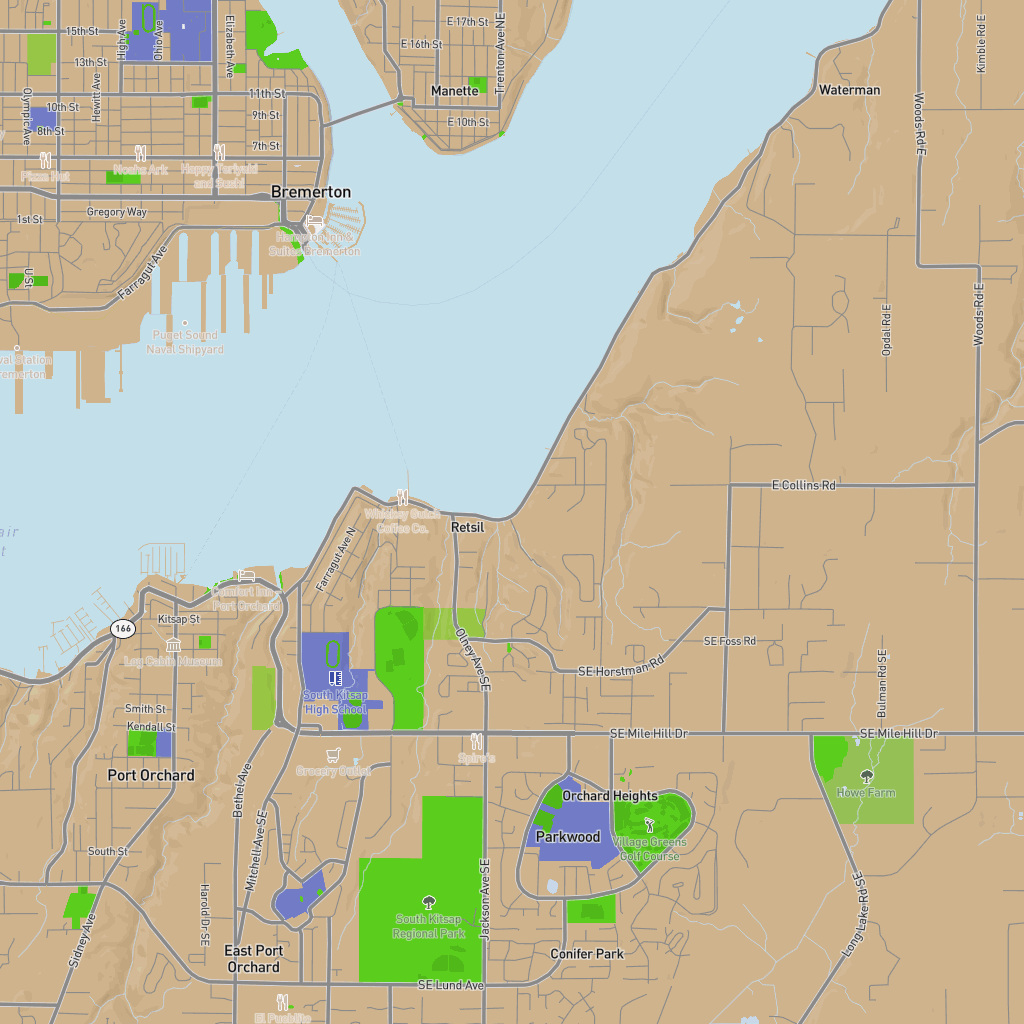 E 17th St
15th St
High Ave
Ohio Ave
Elizabeth Ave
E 16th St
Trenton Ave NE
Kimble Rd E
13th St
Manette
Waterman
Hewitt Ave
11th St
Olympic Ave
10th St
9th St
E 10th St
Woods Rd E
8th St
7th St
Pizza Hut
Noahs Ark
Happy Teriyaki
and Sushi
Bremerton
1st St
Gregory Way
Hampton Inn &
Suites Bremerton
Farragut Ave
U St
Puget Sound
Naval Shipyard
Opdal Rd E
Woods Rd E
val Station
remerton
E Collins Rd
Whiskey Gulch
Coffee Co.
Retsil
air
t
Farragut Ave N
Comfort Inn -
Port Orchard
Kitsap St
166
Log Cabin Museum
Olney Ave SE
SE Foss Rd
SE Horstman Rd
Bulman Rd SE
South Kitsap
High School
Smith St
Kendall St
SE Mile Hill Dr
SE Mile Hill Dr
Spiro's
Grocery Outlet
Port Orchard
Bethel Ave
Orchard Heights
Howe Farm
Mitchell Ave SE
Parkwood
Village Greens
Golf Course
South St
Harold Dr SE
Jackson Ave SE
Long Lake Rd SE
South Kitsap
Regional Park
Sidney Ave
East Port
Orchard
Conifer Park
SE Lund Ave
El Pueblito